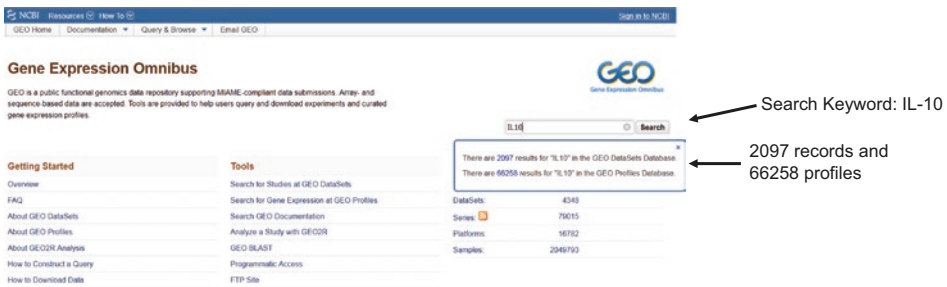 NCBI Resources How To Sign in to NCBI
GEO Home Documentation Query & Browse Email GEO
Gene Expression Omnibus
GEO is a public functional genomics data repository supporting MIAME-compliant data submissions. Array- and
sequence-based data are accepted. Tools are provided to help users query and download experiments and curated
gene expression profiles.
GEO
Gene Expression Omnibus
IL10 Search
Search Keyword: IL-10
There are 2097 results for "IL10" in the GEO DataSets Database.
There are 66258 results for "IL10" in the GEO Profiles Database.
2097 records and
66258 profiles
Getting Started
Overview
FAQ
About GEO DataSets
About GEO Profiles
About GEO2R Analysis
How to Construct a Query
How to Download Data
Tools
Search for Studies at GEO DataSets
Search for Gene Expression at GEO Profiles
Search GEO Documentation
Analyze a Study with GEO2R
GEO BLAST
Programmatic Access
FTP Site
DataSets: 4348
Series: 79015
Platforms: 16782
Samples: 2049793